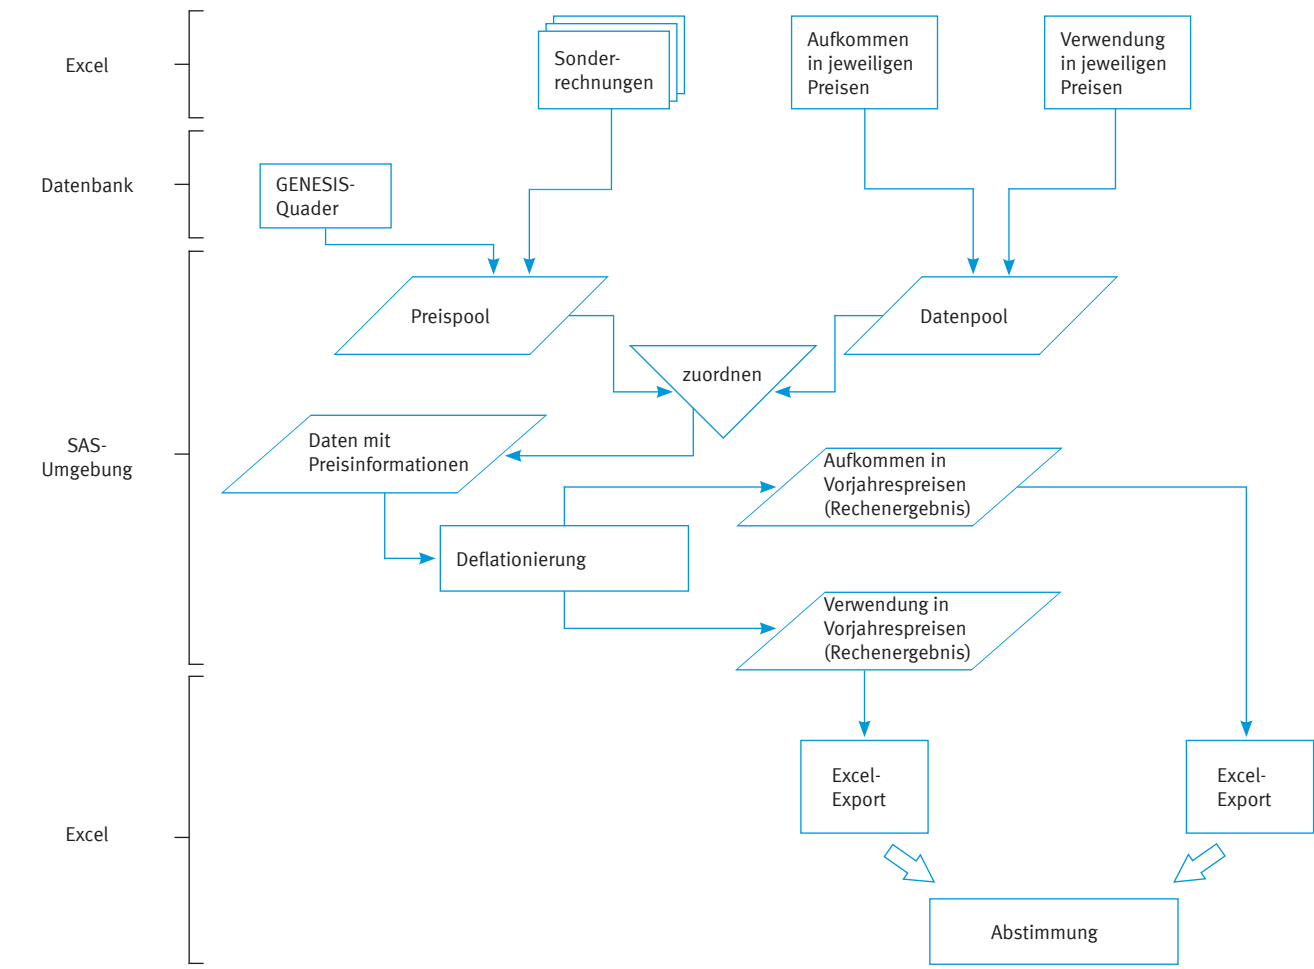 Excel
Sonder-
rechnungen
Aufkommen
in jeweiligen
Preisen
Verwendung
in jeweiligen
Preisen
Datenbank
GENESIS-
Quader
SAS-
Umgebung
Preispool
Datenpool
zuordnen
Daten mit
Preisinformationen
Aufkommen in
Vorjahrespreisen
(Rechenergebnis)
Deflationierung
Verwendung in
Vorjahrespreisen
(Rechenergebnis)
Excel
Excel-
Export
Excel-
Export
Abstimmung